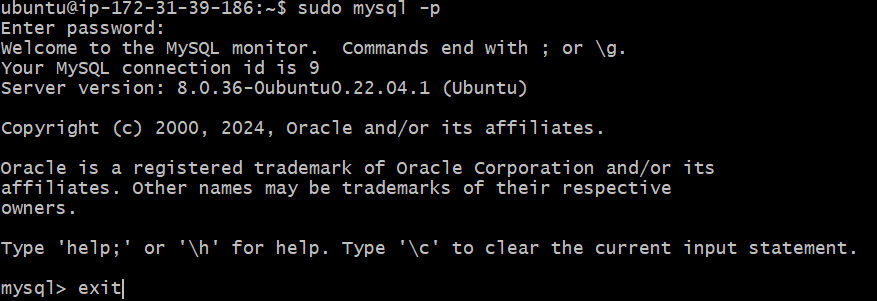 ubuntu@ip-172-31-39-186:~$ sudo mysql -p
Enter password:
Welcome to the MySQL monitor.  Commands end with ; or \g.
Your MySQL connection id is 9
Server version: 8.0.36-0ubuntu0.22.04.1 (Ubuntu)
Copyright (c) 2000, 2024, Oracle and/or its affiliates.
Oracle is a registered trademark of Oracle Corporation and/or its
affiliates. Other names may be trademarks of their respective
owners.
Type 'help;' or '\h' for help. Type '\c' to clear the current input statement.
mysql> exit